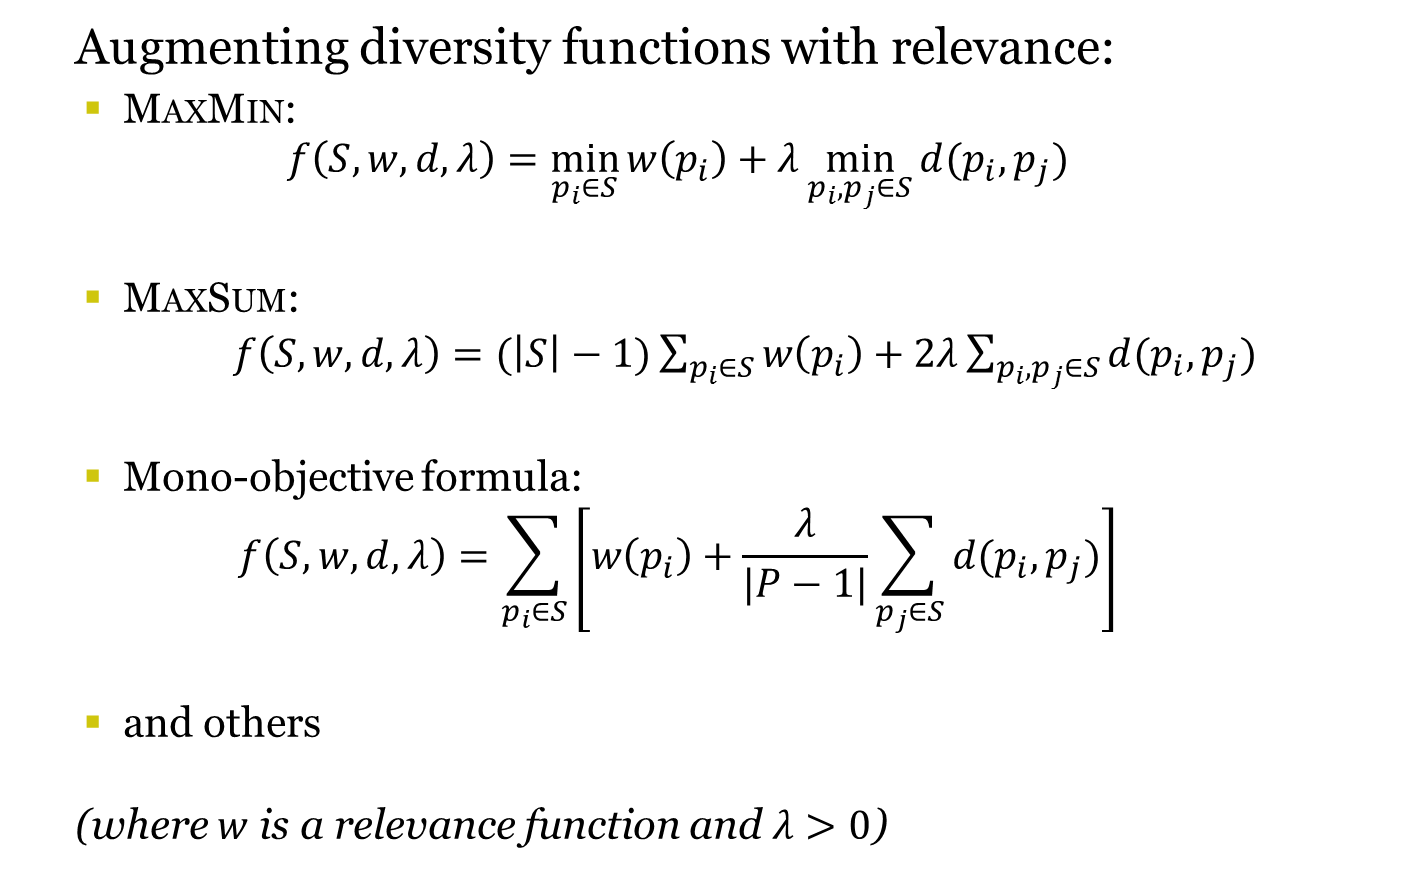 Augmenting diversity functions with relevance:
▪ MAXMIN:
f(S, w, d, λ) = min_{p_i∈S} w(p_i) + λ min_{p_i,p_j∈S} d(p_i, p_j)
▪ MAXSUM:
f(S, w, d, λ) = (|S| − 1) ∑_{p_i∈S} w(p_i) + 2λ ∑_{p_i,p_j∈S} d(p_i, p_j)
▪ Mono-objective formula:
f(S, w, d, λ) = ∑_{p_i∈S} [w(p_i) + \frac{λ}{|P − 1|} ∑_{p_j∈S} d(p_i, p_j)]
▪ and others
(where w is a relevance function and λ > 0)